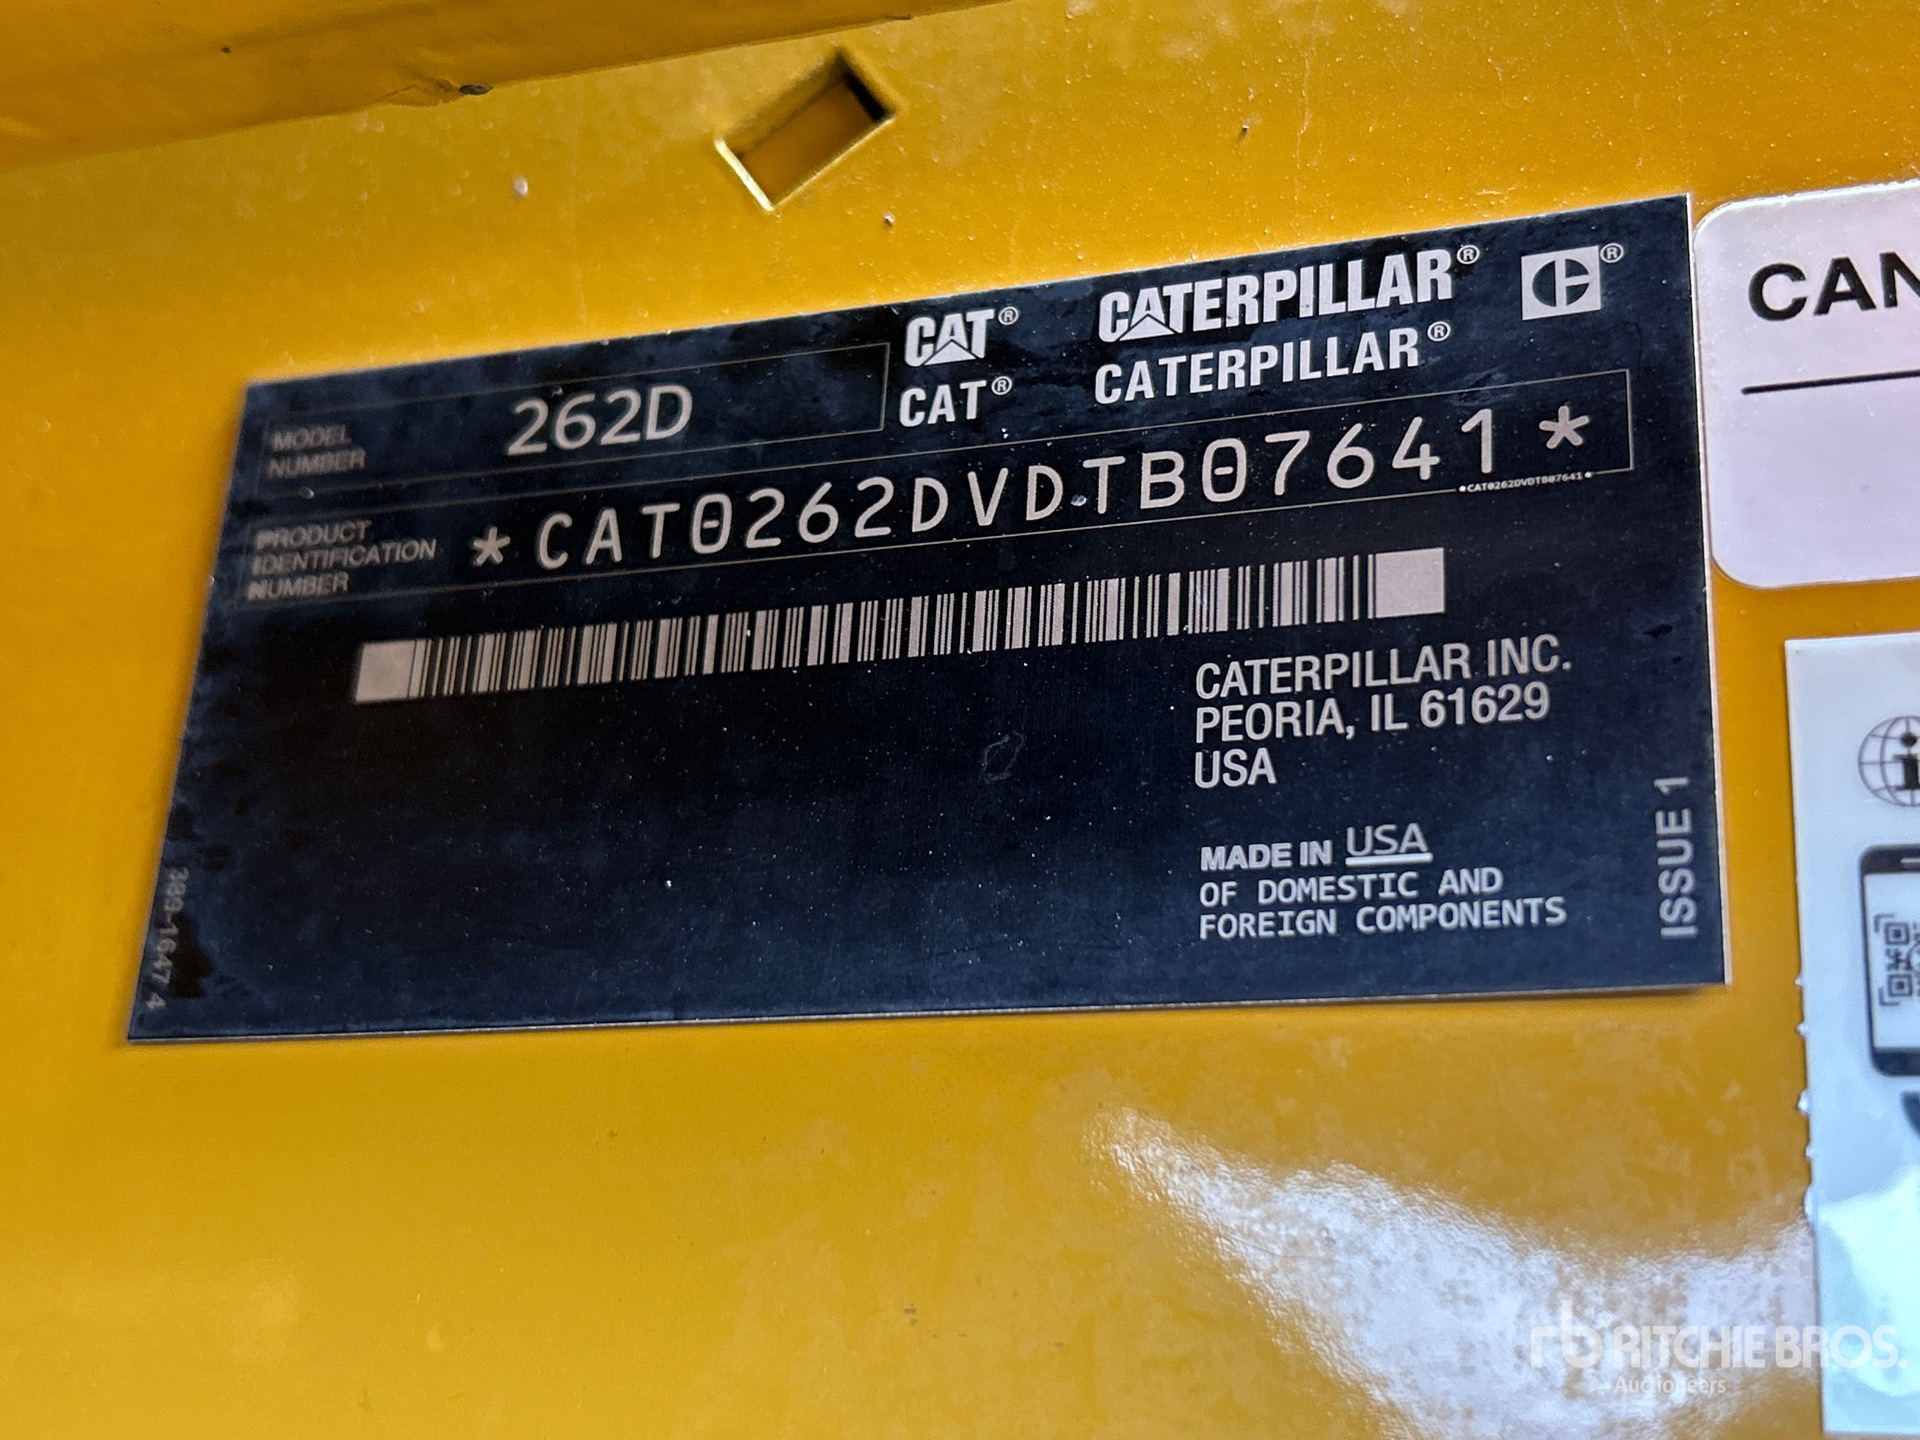 CAT® CATERPILLAR® ®
CAT® CATERPILLAR®
MODEL
NUMBER
262D
PRODUCT
IDENTIFICATION
NUMBER
*CAT0262DVDTB07641*
*CAT0262DVDTB07641*
CATERPILLAR INC.
PEORIA, IL 61629
USA
MADE IN USA
OF DOMESTIC AND
FOREIGN COMPONENTS
ISSUE 1
389-1647 4
CAN
i
rb RITCHIE BROS.
Auctioneers